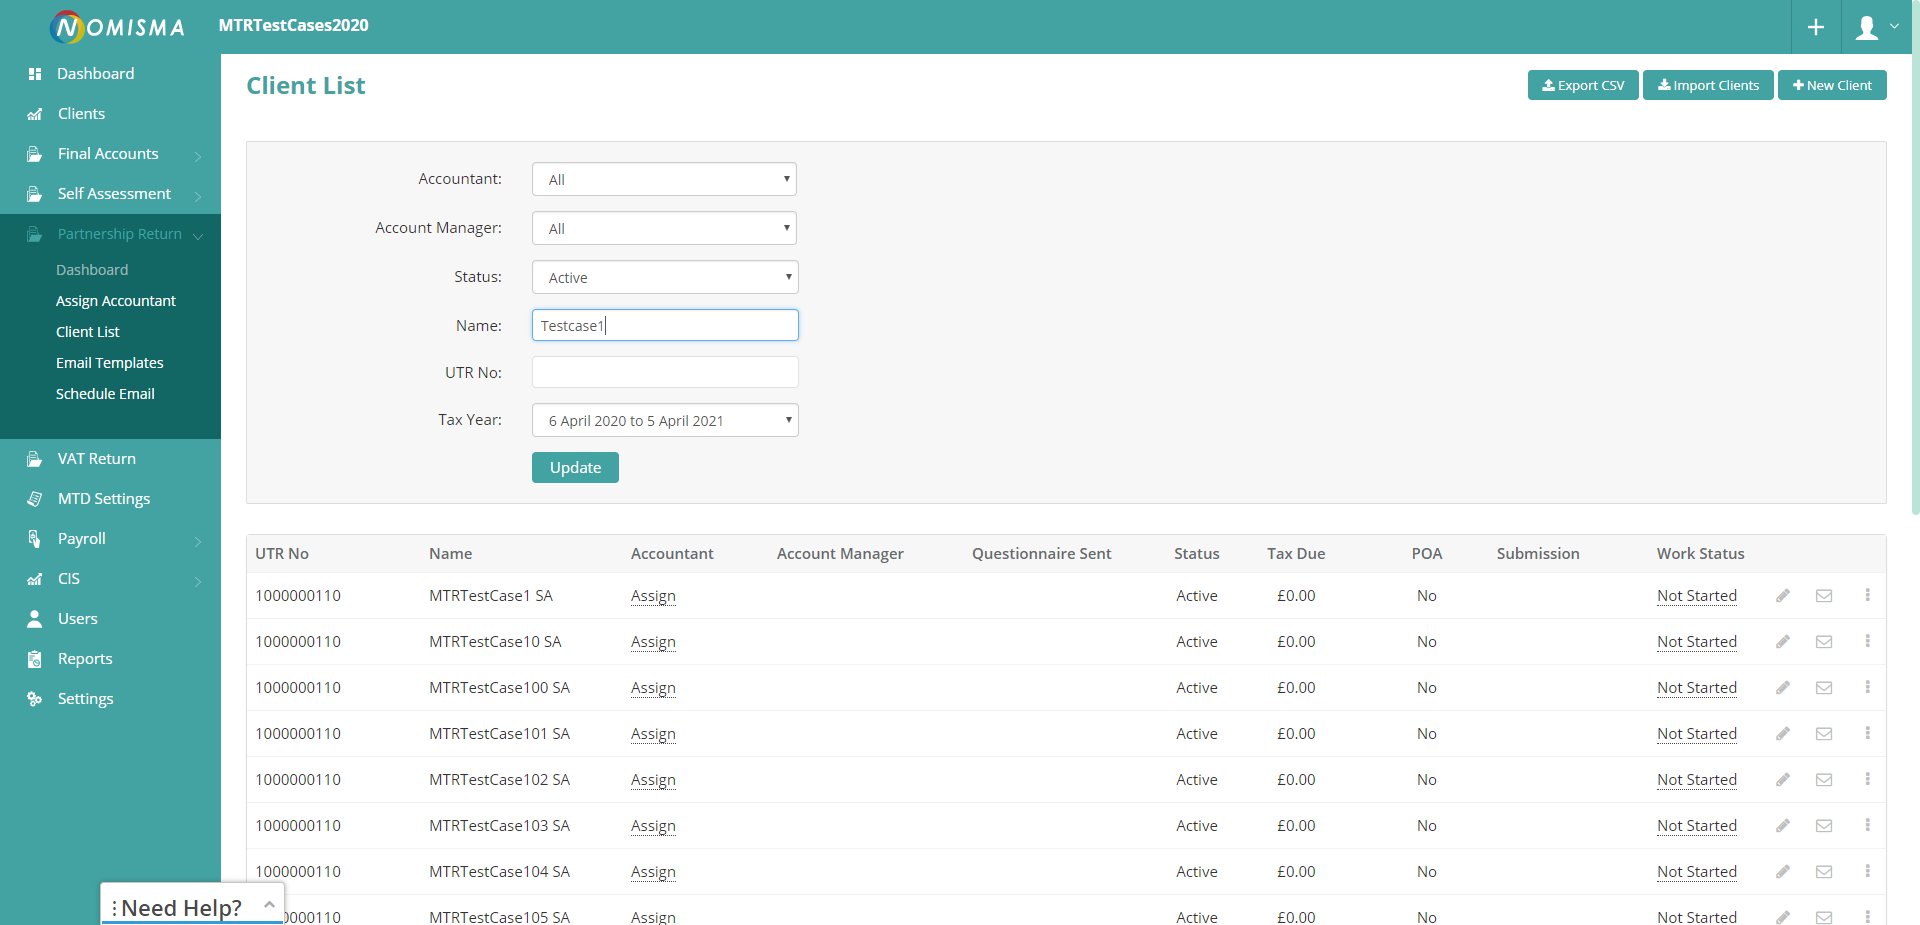 NOMISMA
MTRTestCases2020
Dashboard
Clients
Final Accounts
Self Assessment
Partnership Return
Dashboard
Assign Accountant
Client List
Email Templates
Schedule Email
VAT Return
MTD Settings
Payroll
CIS
Users
Reports
Settings
Client List
Export CSV
Import Clients
New Client
Accountant: All
Account Manager: All
Status: Active
Name: Testcase1
UTR No:
Tax Year: 6 April 2020 to 5 April 2021
Update
UTR No Name Accountant Account Manager Questionnaire Sent Status Tax Due POA Submission Work Status
1000000110 MTRTestCase1 SA Assign Active £0.00 No Not Started
1000000110 MTRTestCase10 SA Assign Active £0.00 No Not Started
1000000110 MTRTestCase100 SA Assign Active £0.00 No Not Started
1000000110 MTRTestCase101 SA Assign Active £0.00 No Not Started
1000000110 MTRTestCase102 SA Assign Active £0.00 No Not Started
1000000110 MTRTestCase103 SA Assign Active £0.00 No Not Started
1000000110 MTRTestCase104 SA Assign Active £0.00 No Not Started
MTRTestCase105 SA Assign Active £0.00 No Not Started
Need Help?